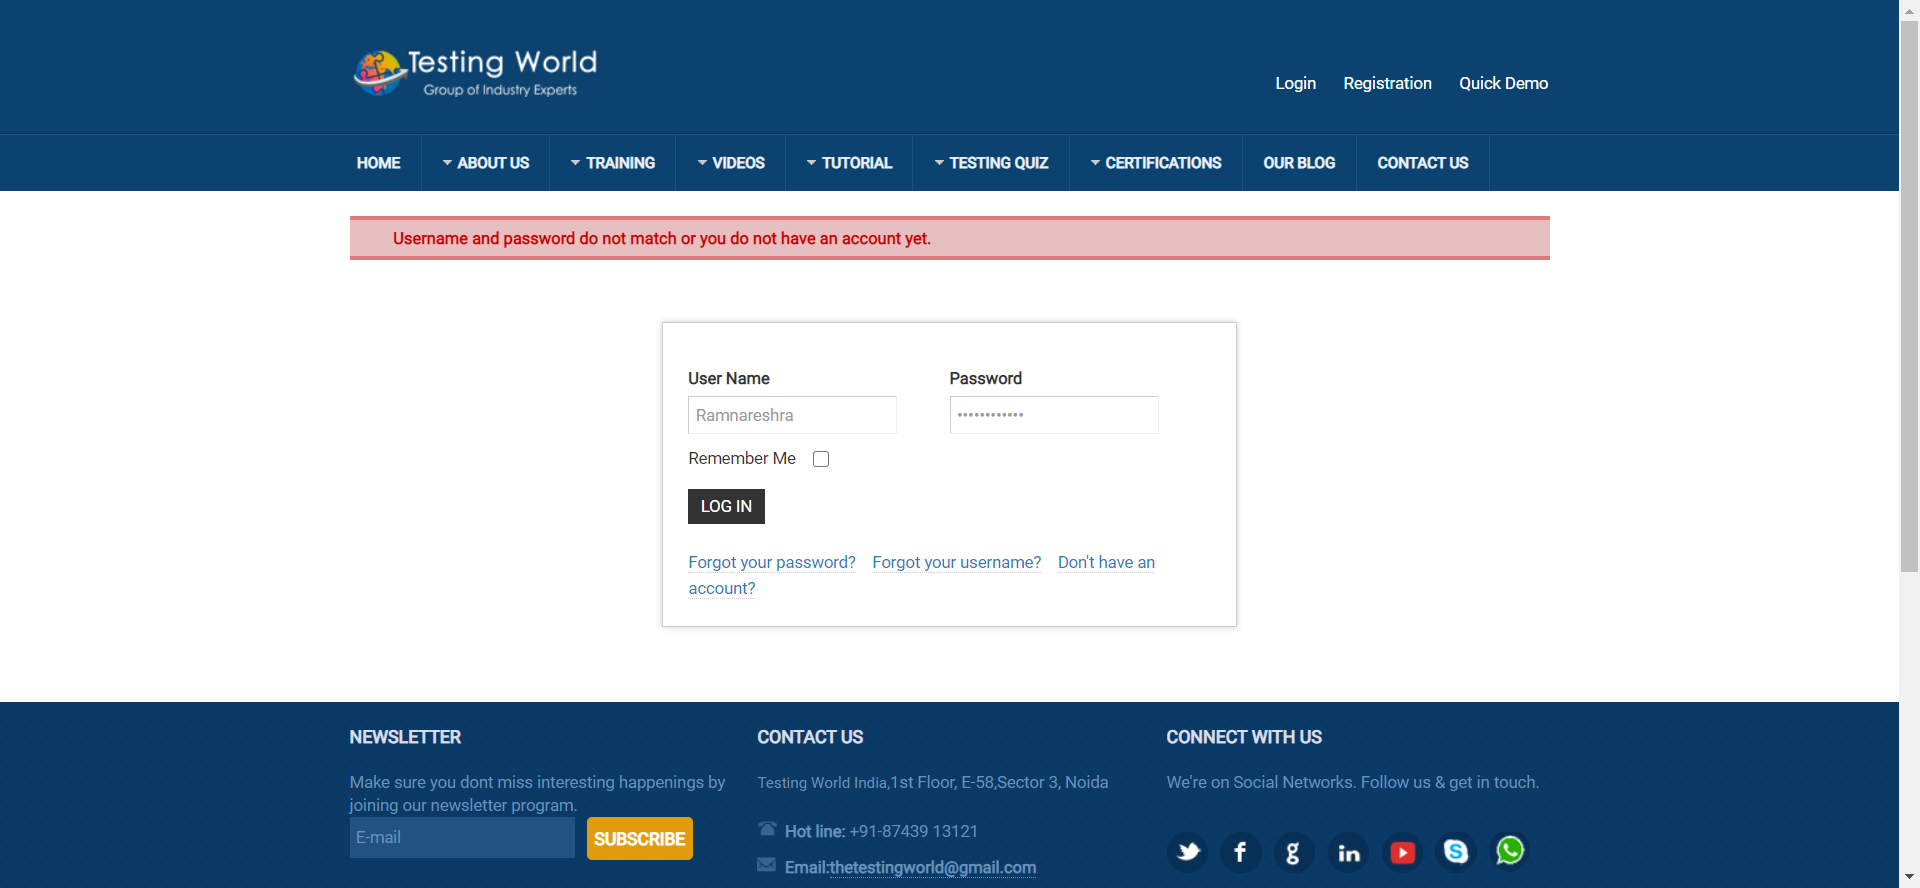 Testing World
Group of Industry Experts
Login Registration Quick Demo
HOME ABOUT US TRAINING VIDEOS TUTORIAL TESTING QUIZ CERTIFICATIONS OUR BLOG CONTACT US
Username and password do not match or you do not have an account yet.
User Name Password
Ramnareshra ••••••••••••
Remember Me
LOG IN
Forgot your password? Forgot your username? Don't have an
account?
NEWSLETTER
Make sure you dont miss interesting happenings by
joining our newsletter program.
E-mail SUBSCRIBE
CONTACT US
Testing World India,1st Floor, E-58,Sector 3, Noida
Hot line: +91-87439 13121
Email:thetestingworld@gmail.com
CONNECT WITH US
We're on Social Networks. Follow us & get in touch.